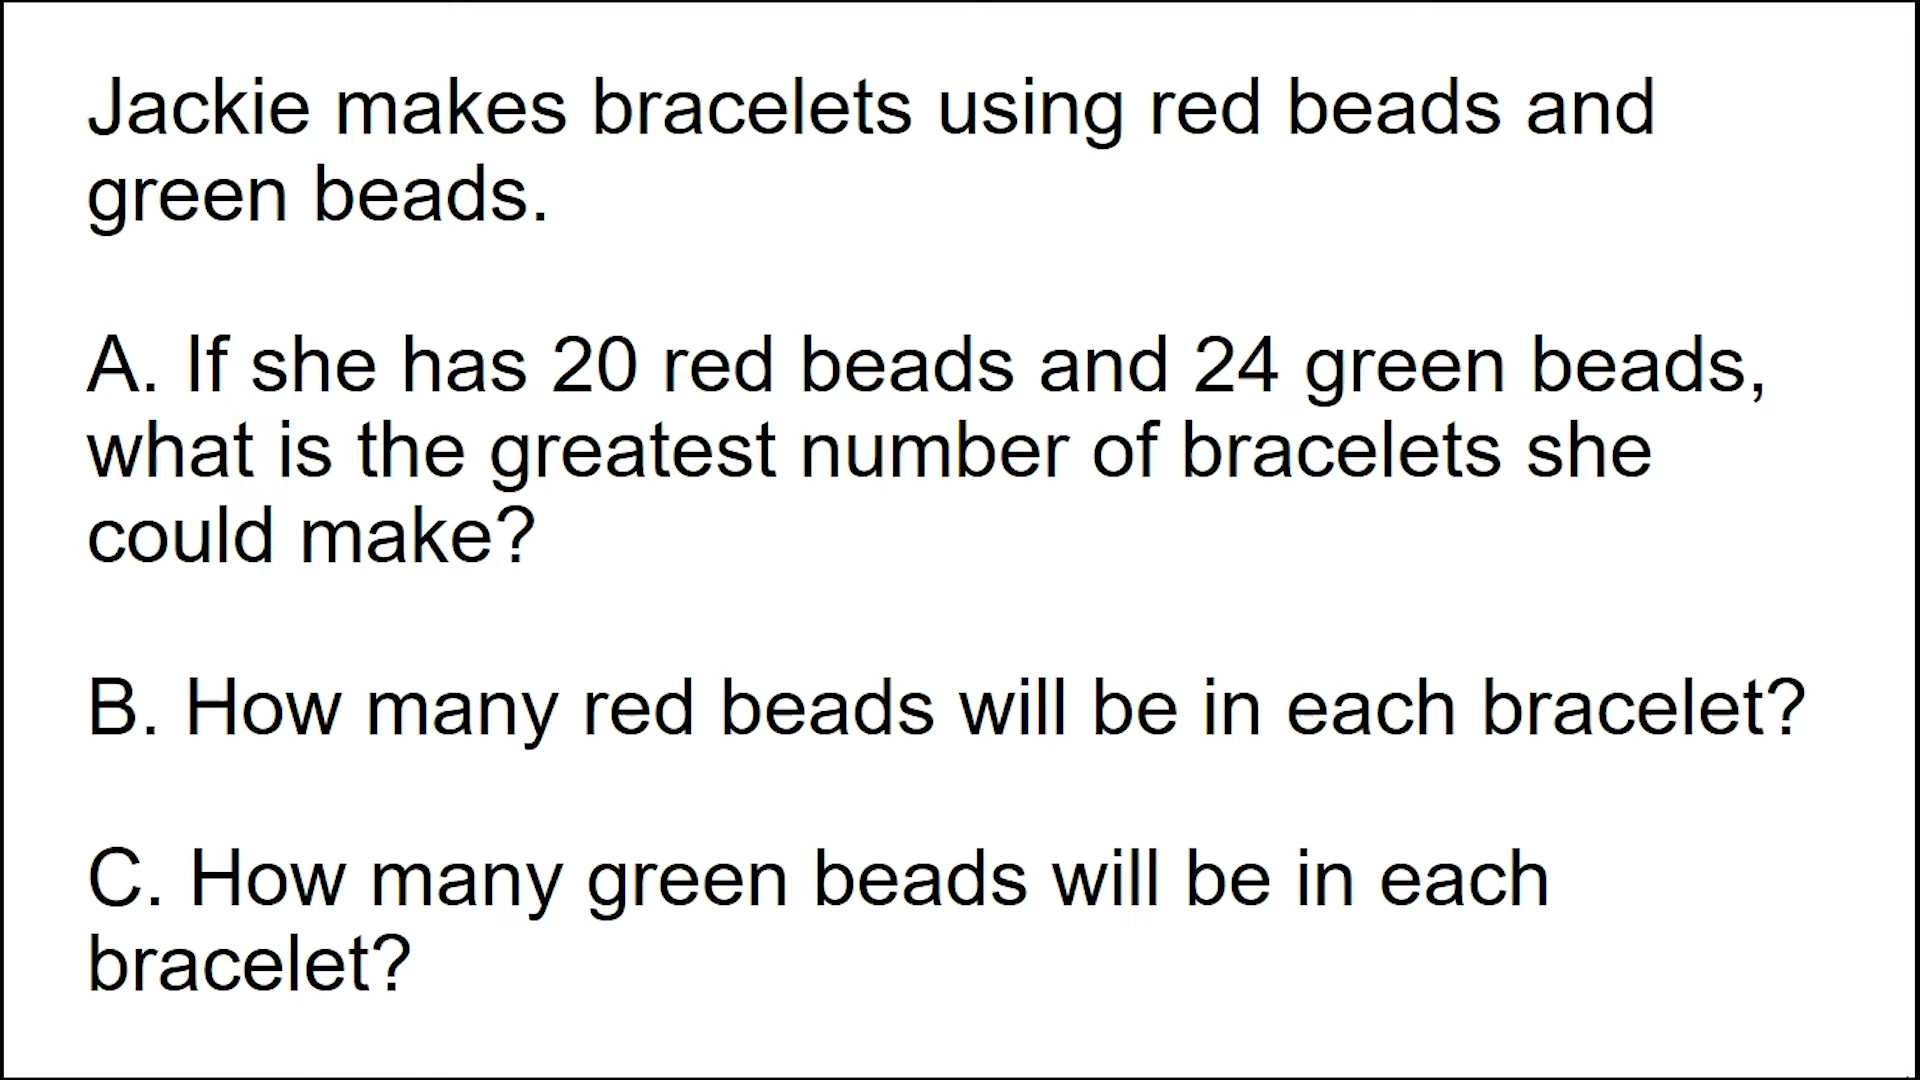 Jackie makes bracelets using red beads and
green beads.
A. If she has 20 red beads and 24 green beads,
what is the greatest number of bracelets she
could make?
B. How many red beads will be in each bracelet?
C. How many green beads will be in each
bracelet?